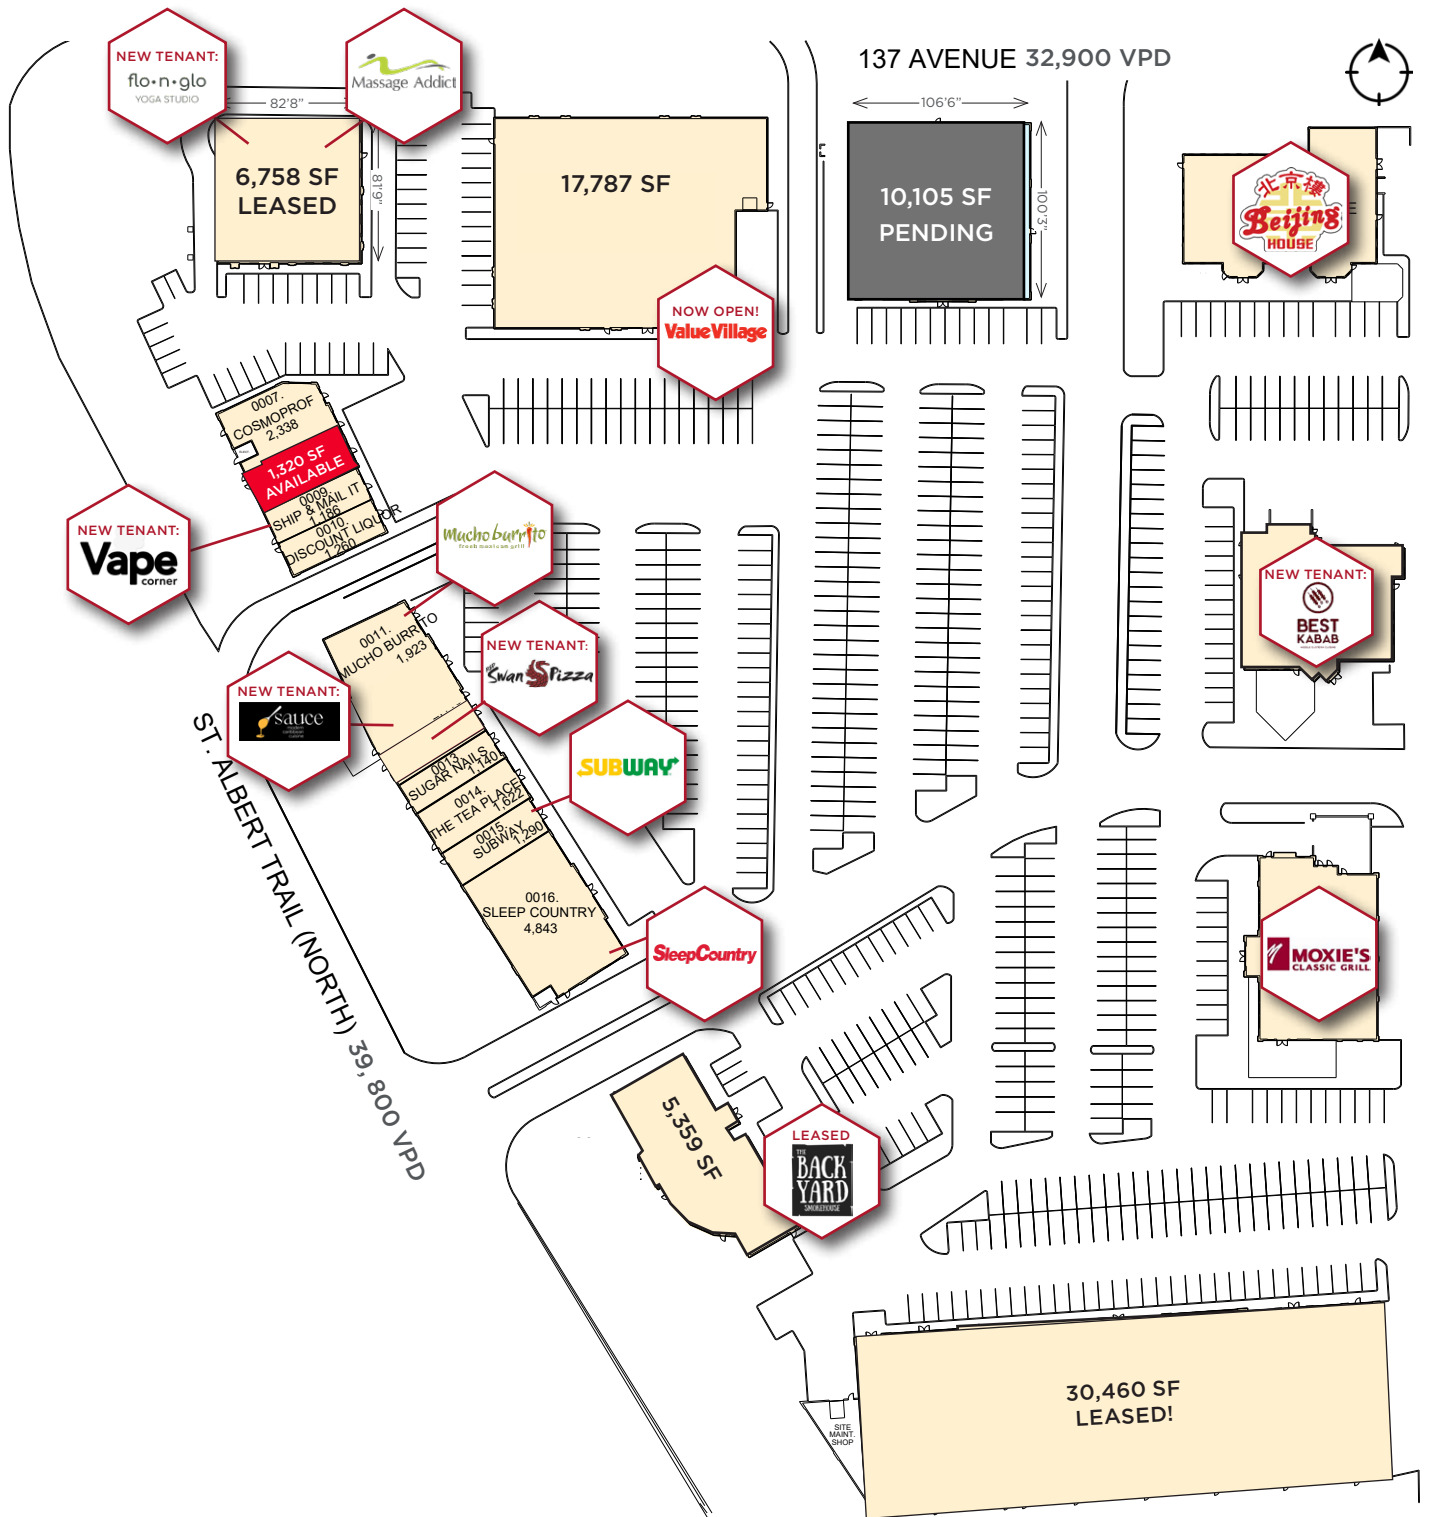 137 AVENUE 32,900 VPD
NEW TENANT:
flo•n•glo
YOGA STUDIO
Massage Addict
82'8"
81'9"
6,758 SF
LEASED
17,787 SF
NOW OPEN!
ValueVillage
106'6"
100'3"
10,105 SF
PENDING
北京樓
Beijing
HOUSE
0007.
COSMOPROF
2,338
1,320 SF
AVAILABLE
0009.
SHIP & MAIL IT
1,186
0010.
DISCOUNT LIQUOR
1,260
NEW TENANT:
Vape
corner
Mucho burrito
fresh mexican grill
0011.
MUCHO BURRITO
1,923
NEW TENANT:
Swan Pizza
NEW TENANT:
sauce
modern
caribbean
cuisine
0013.
SUGAR NAILS
1,140
0014.
THE TEA PLACE
1,622
0015.
SUBWAY
1,290
SUBWAY
0016.
SLEEP COUNTRY
4,843
SleepCountry
NEW TENANT:
BEST
KABAB
MOXIE'S
CLASSIC GRILL
ST. ALBERT TRAIL (NORTH) 39,800 VPD
5,359 SF
LEASED
THE
BACK
YARD
SMOKEHOUSE
30,460 SF
LEASED!
SITE
MAINT.
SHOP